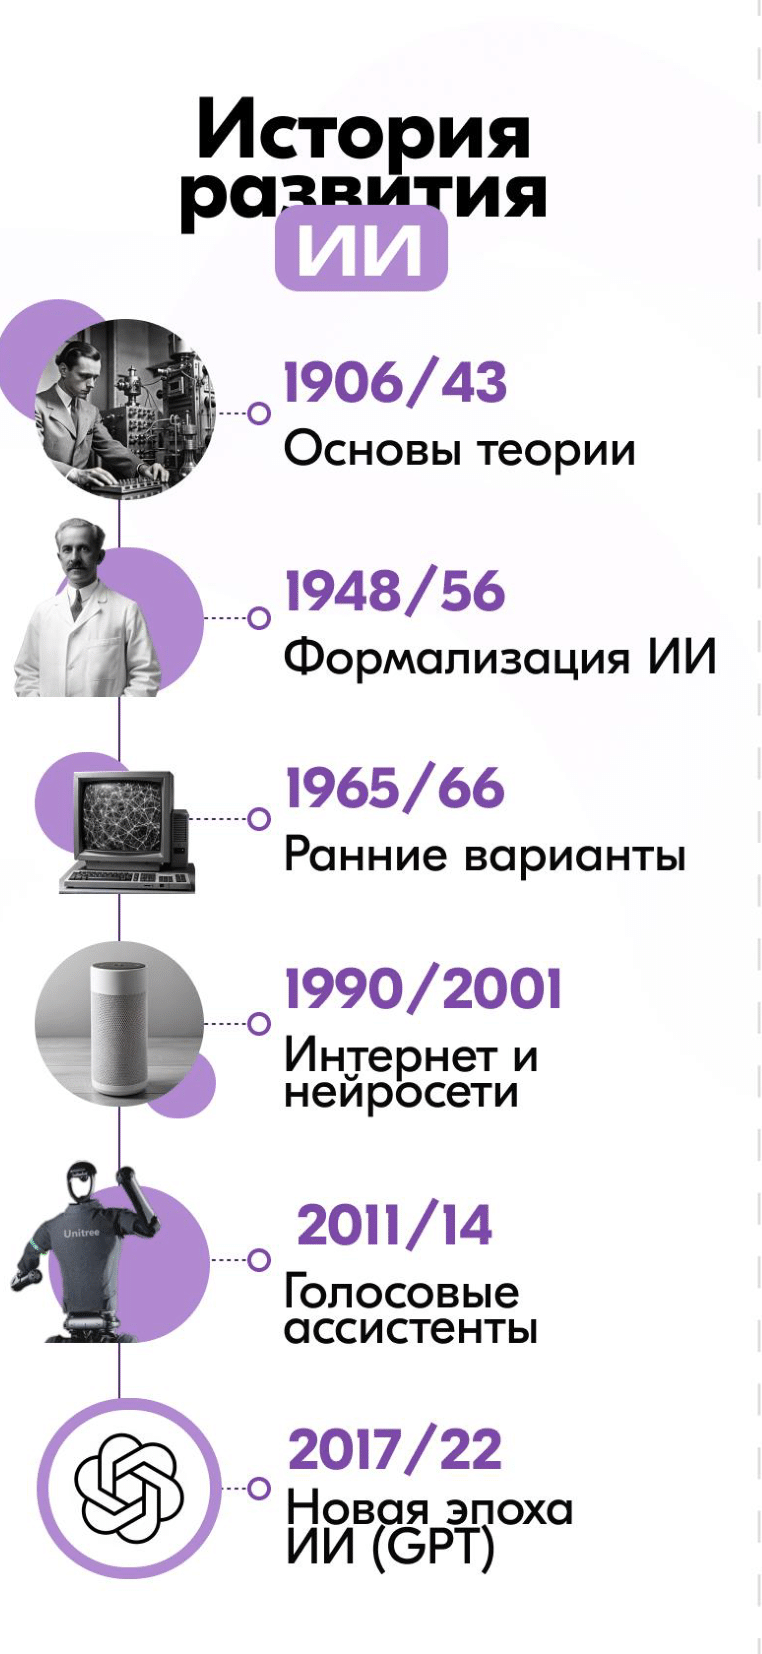 История
развития
ИИ
1906/43
Основы теории
1948/56
Формализация ИИ
1965/66
Ранние варианты
1990/2001
Интернет и
нейросети
Unitree
2011/14
Голосовые
ассистенты
2017/22
Новая эпоха
ИИ (GPT)